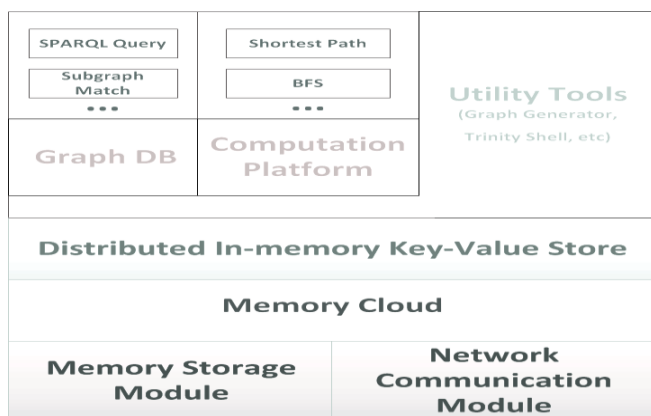 SPARQL Query
Subgraph
Match
...
Graph DB
Shortest Path
BFS
...
Computation
Platform
Utility Tools
(Graph Generator,
Trinity Shell, etc)
Distributed In-memory Key-Value Store
Memory Cloud
Memory Storage
Module
Network
Communication
Module